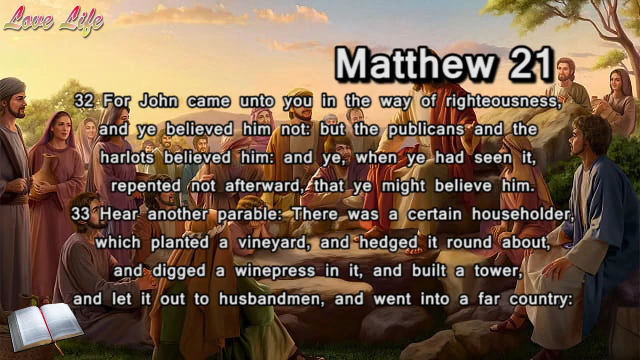 Love Life
Matthew 21
32 For John came unto you in the way of righteousness,
and ye believed him not: but the publicans and the
harlots believed him: and ye, when ye had seen it,
repented not afterward, that ye might believe him.
33 Hear another parable: There was a certain householder,
which planted a vineyard, and hedged it round about,
and digged a winepress in it, and built a tower,
and let it out to husbandmen, and went into a far country: